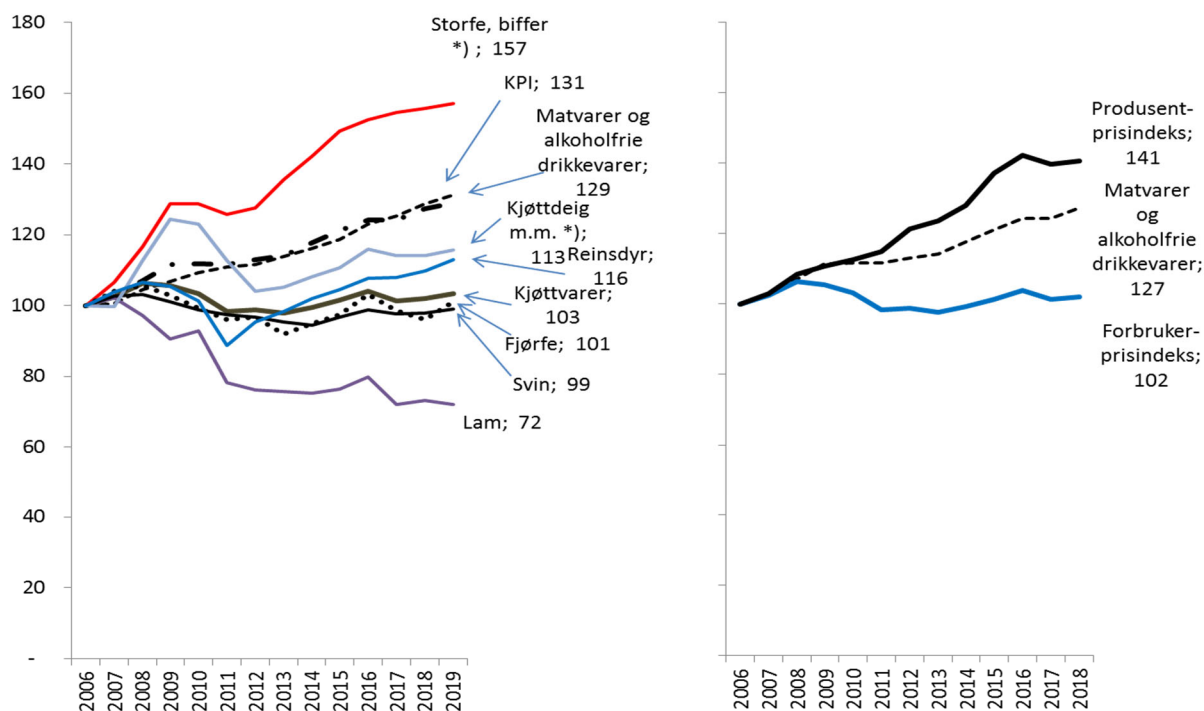 180
160
140
120
100
80
60
40
20
-
Storfe, biffer
*) ; 157
KPI; 131
Matvarer og
alkoholfrie
drikkevarer;
129
Kjøttdeig
m.m. *);
113
Reinsdyr;
116
Kjøttvarer;
103
Fjørfe; 101
Svin; 99
Lam; 72
2006
2007
2008
2009
2010
2011
2012
2013
2014
2015
2016
2017
2018
2019
Produsent-
prisindeks;
141
Matvarer
og
alkoholfrie
drikkevarer;
127
Forbruker-
prisindeks;
102
2006
2007
2008
2009
2010
2011
2012
2013
2014
2015
2016
2017
2018